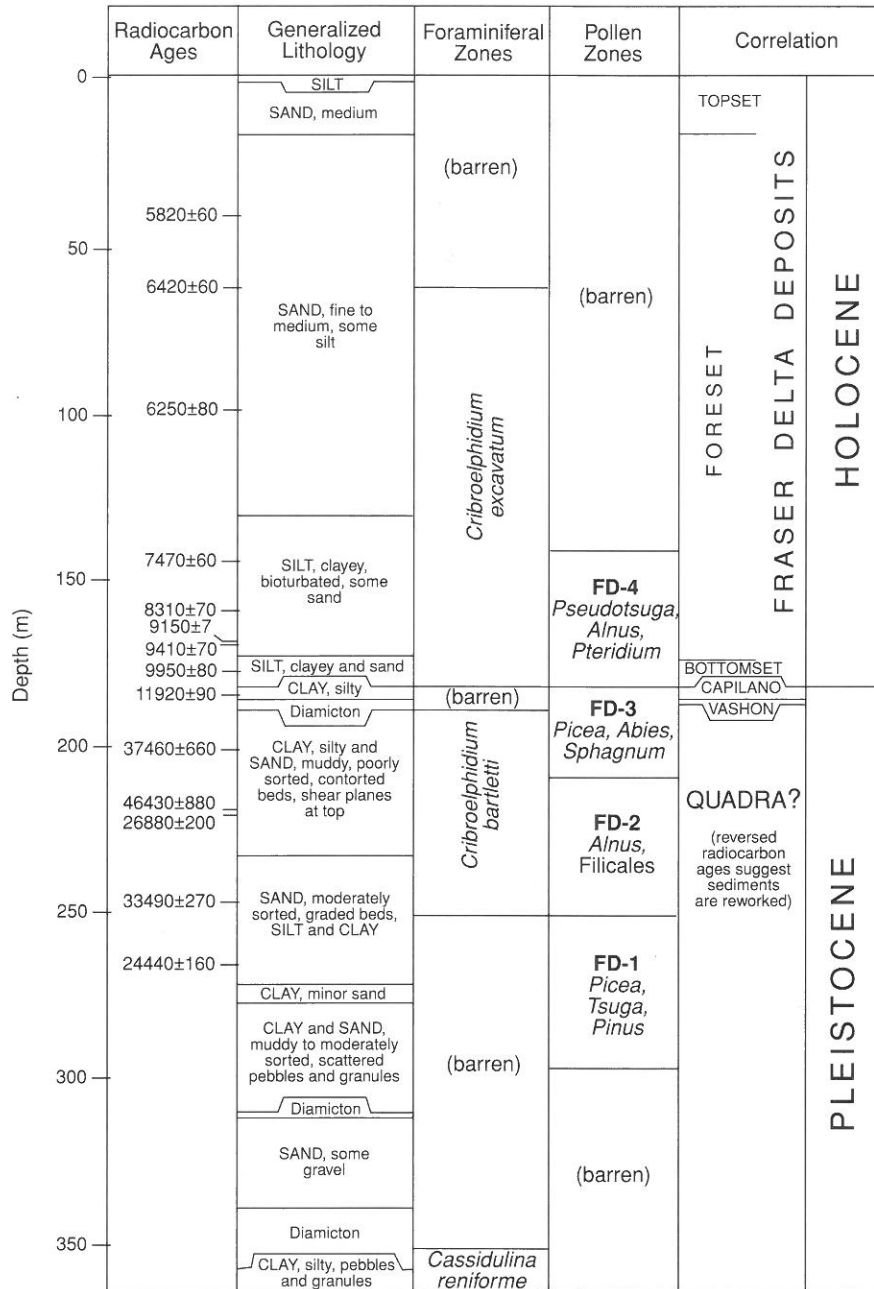 Radiocarbon
Ages
Generalized
Lithology
Foraminiferal
Zones
Pollen
Zones
Correlation
Depth (m)
0
50
100
150
200
250
300
350
5820±60
6420±60
6250±80
7470±60
8310±70
9150±7
9410±70
9950±80
11920±90
37460±660
46430±880
26880±200
33490±270
24440±160
SILT
SAND, medium
SAND, fine to
medium, some
silt
SILT, clayey,
bioturbated, some
sand
SILT, clayey and sand
CLAY, silty
Diamicton
CLAY, silty and
SAND, muddy, poorly
sorted, contorted
beds, shear planes
at top
SAND, moderately
sorted, graded beds,
SILT and CLAY
CLAY, minor sand
CLAY and SAND,
muddy to moderately
sorted, scattered
pebbles and granules
Diamicton
SAND, some
gravel
Diamicton
CLAY, silty, pebbles
and granules
(barren)
Cribroelphidium
excavatum
(barren)
Cribroelphidium
bartletti
(barren)
Cassidulina
reniforme
(barren)
FD-4
Pseudotsuga,
Alnus,
Pteridium
FD-3
Picea, Abies,
Sphagnum
FD-2
Alnus,
Filicales
FD-1
Picea,
Tsuga,
Pinus
(barren)
TOPSET
FORESET
BOTTOMSET
CAPILANO
VASHON
QUADRA?
(reversed
radiocarbon
ages suggest
sediments
are reworked)
FRASER DELTA DEPOSITS
HOLOCENE
PLEISTOCENE